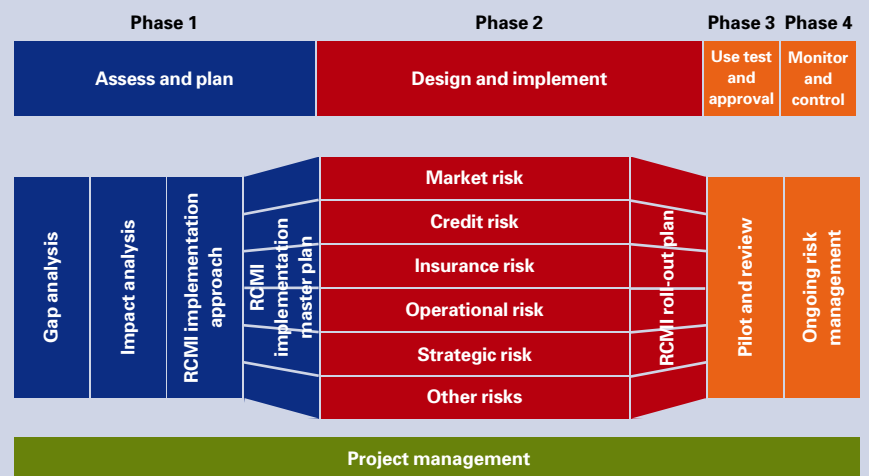 Phase 1
Phase 2
Phase 3
Phase 4
Assess and plan
Design and implement
Use test
and
approval
Monitor
and
control
Gap analysis
Impact analysis
RCMI implementation
approach
RCMI
implementation
master plan
Market risk
Credit risk
Insurance risk
Operational risk
Strategic risk
Other risks
RCMI roll-out plan
Pilot and review
Ongoing risk
management
Project management